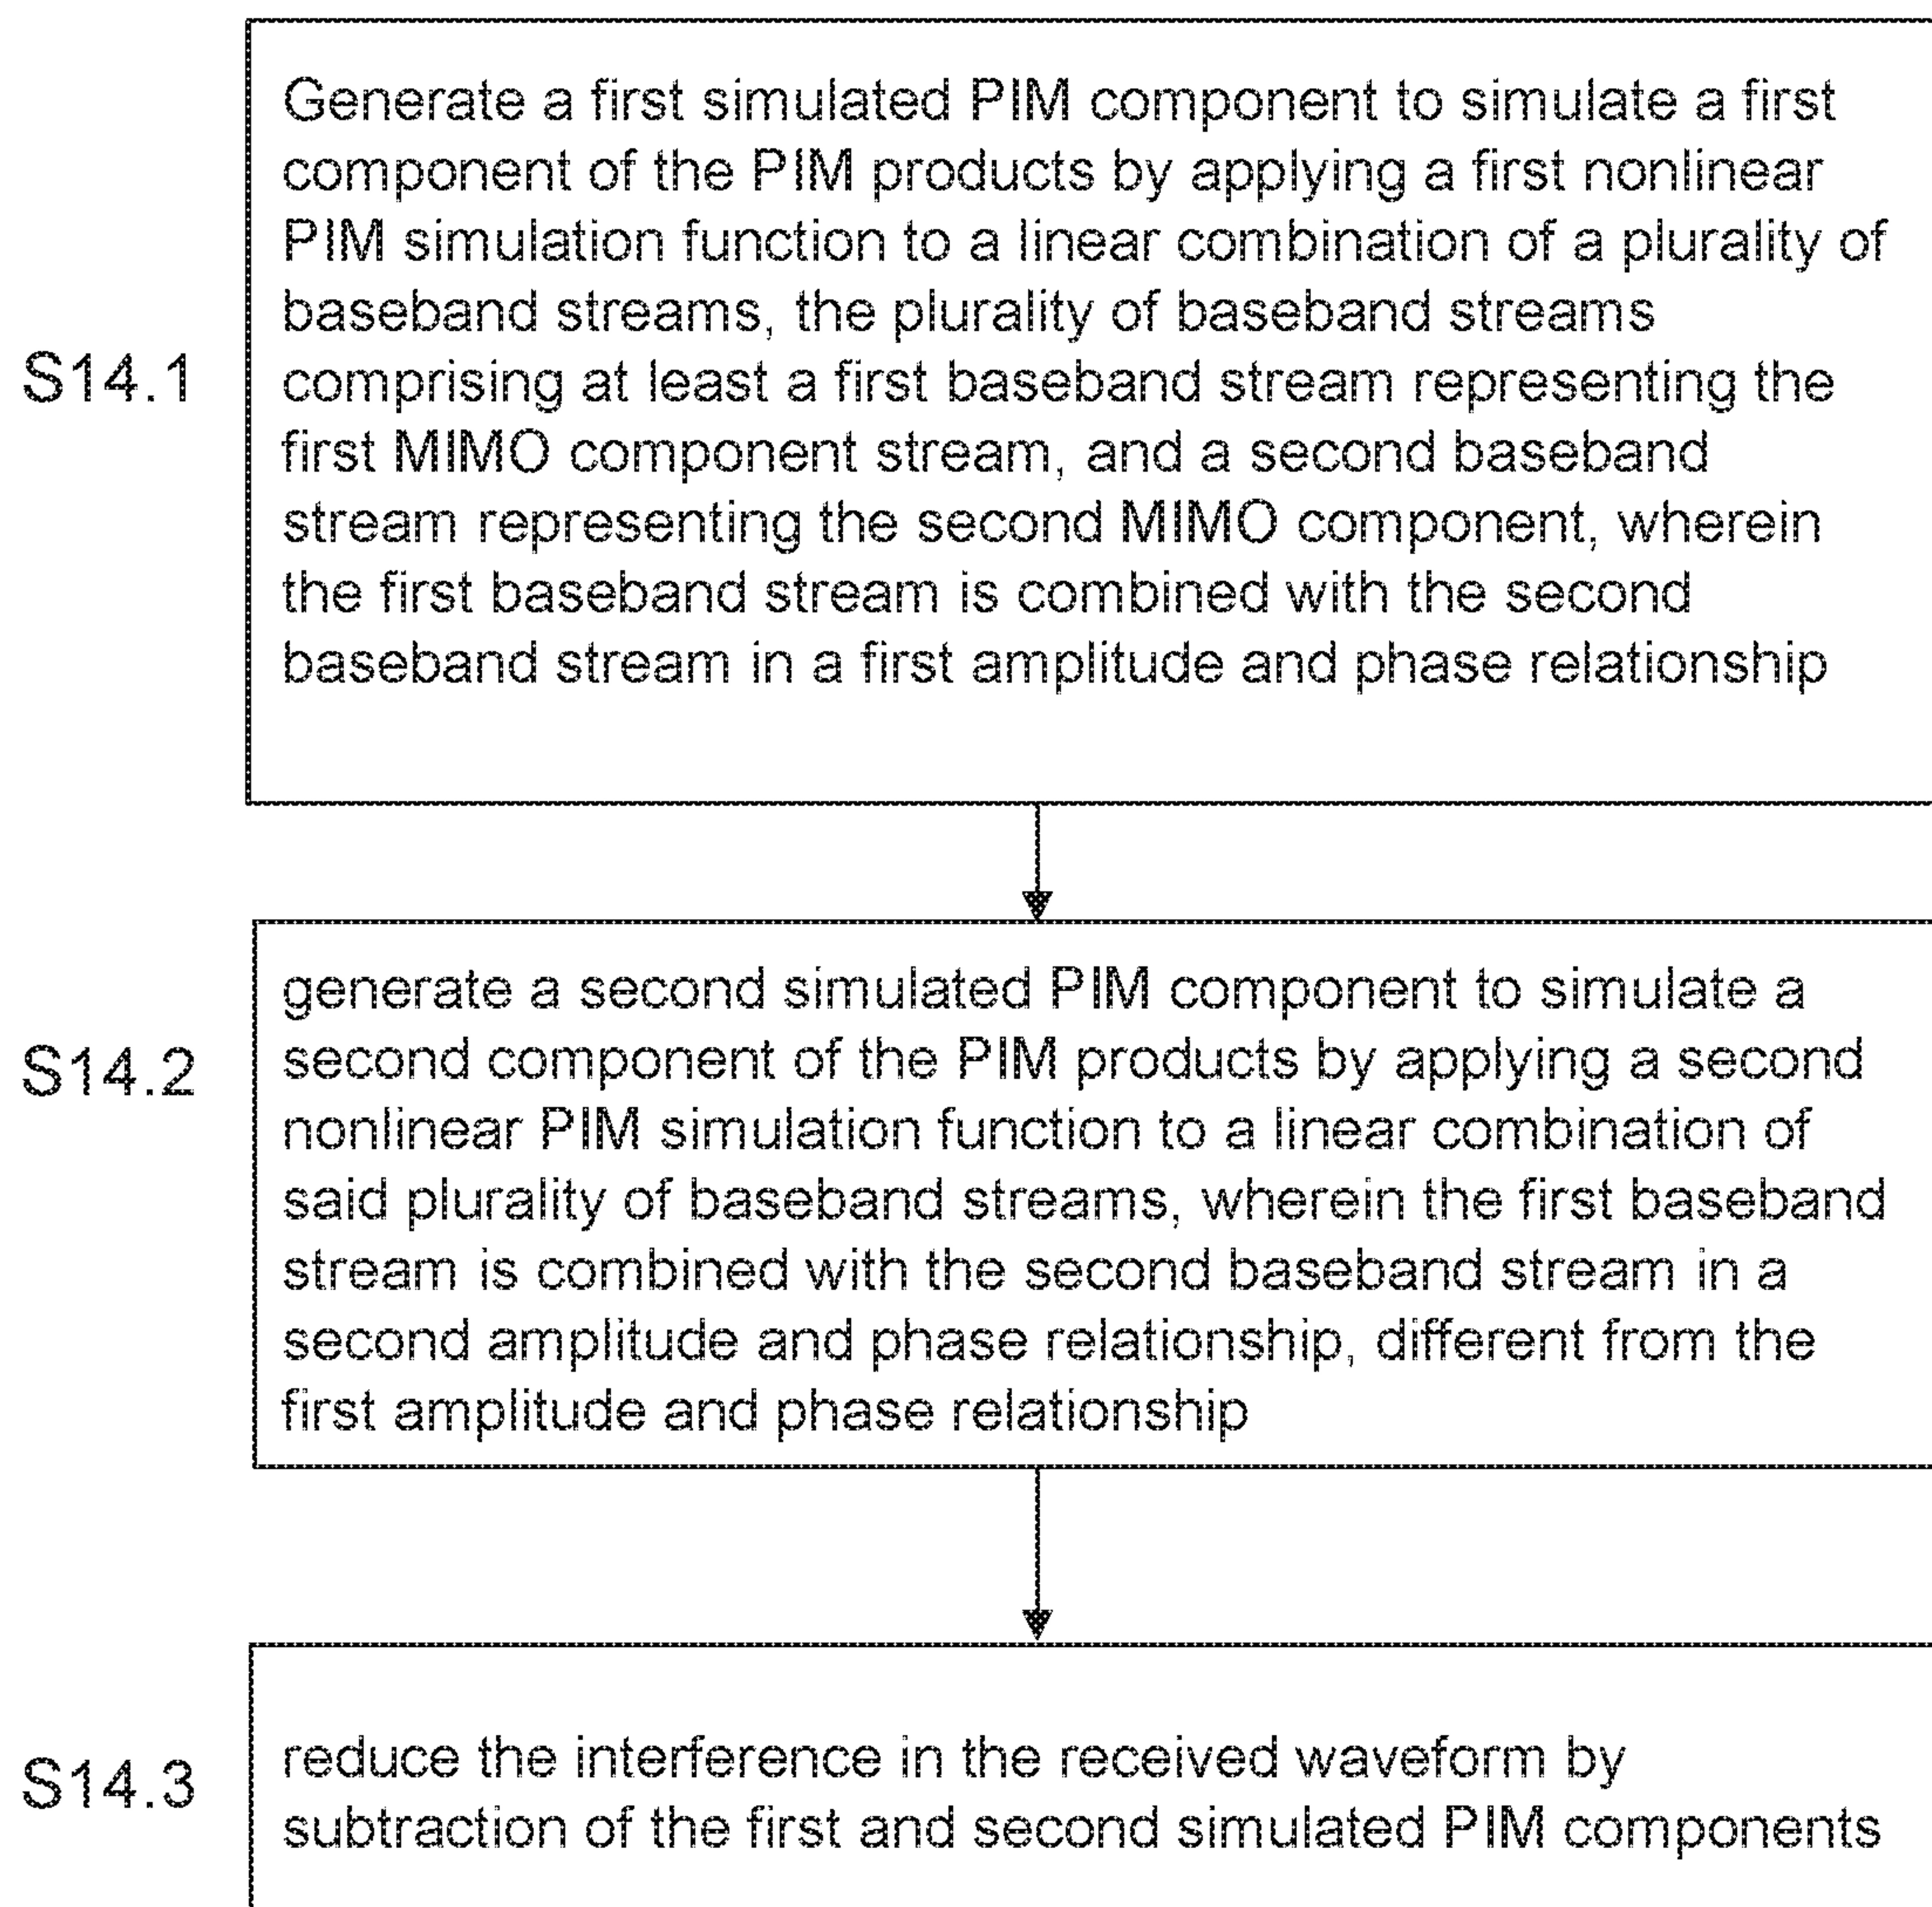 Generate a first simulated PIM component to simulate a first
component of the PIM products by applying a first nonlinear
PIM simulation function to a linear combination of a plurality of
baseband streams, the plurality of baseband streams
S14.1
comprising at least a first baseband stream representing the
first MIMO component stream, and a second baseband
stream representing the second MIMO component, wherein
the first baseband stream is combined with the second
baseband stream in a first amplitude and phase relationship
generate a second simulated PIM component to simulate a
S14.2
second component of the PIM products by applying a second
nonlinear PIM simulation function to a linear combination of
said plurality of baseband streams, wherein the first baseband
stream is combined with the second baseband stream in a
second amplitude and phase relationship, different from the
first amplitude and phase relationship
S14.3
reduce the interference in the received waveform by
subtraction of the first and second simulated PIM components